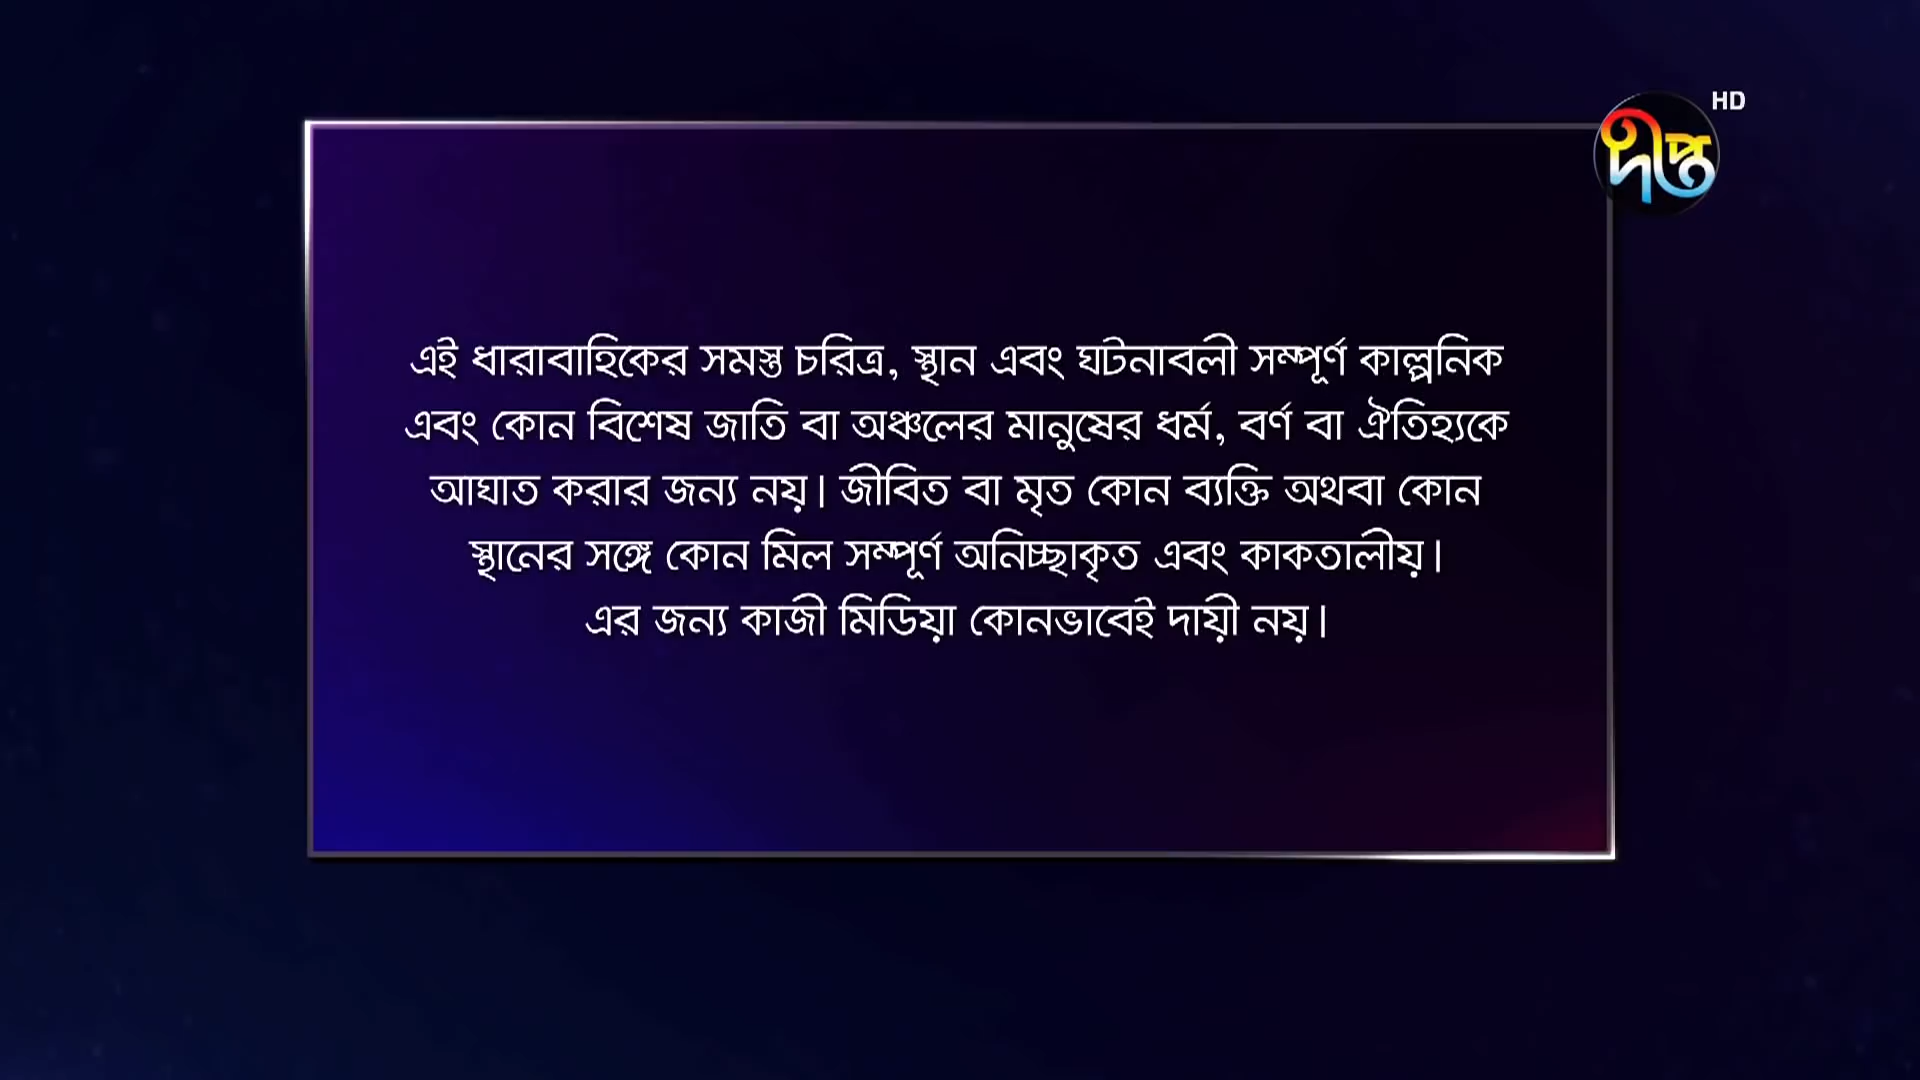 HD
দীপ্ত
এই ধারাবাহিকের সমস্ত চরিত্র, স্থান এবং ঘটনাবলী সম্পূর্ণ কাল্পনিক
এবং কোন বিশেষ জাতি বা অঞ্চলের মানুষের ধর্ম, বর্ণ বা ঐতিহ্যকে
আঘাত করার জন্য নয়। জীবিত বা মৃত কোন ব্যক্তি অথবা কোন
স্থানের সঙ্গে কোন মিল সম্পূর্ণ অনিচ্ছাকৃত এবং কাকতালীয়।
এর জন্য কাজী মিডিয়া কোনভাবেই দায়ী নয়।